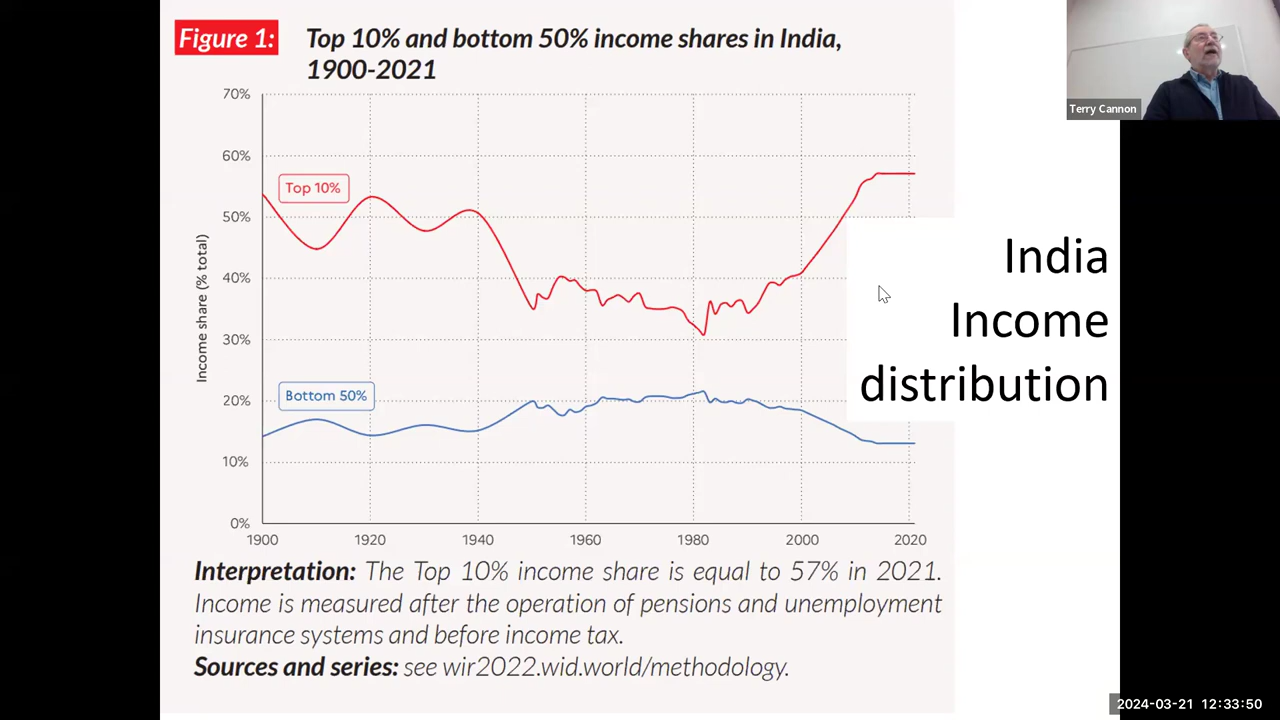 Figure 1:
Top 10% and bottom 50% income shares in India,
1900-2021
Terry Cannon
70%
60%
50%
40%
30%
20%
10%
0%
Income share (% total)
Top 10%
Bottom 50%
1900
1920
1940
1960
1980
2000
2020
India
Income
distribution
Interpretation: The Top 10% income share is equal to 57% in 2021.
Income is measured after the operation of pensions and unemployment
insurance systems and before income tax.
Sources and series: see wir2022.wid.world/methodology.
2024-03-21 12:33:50